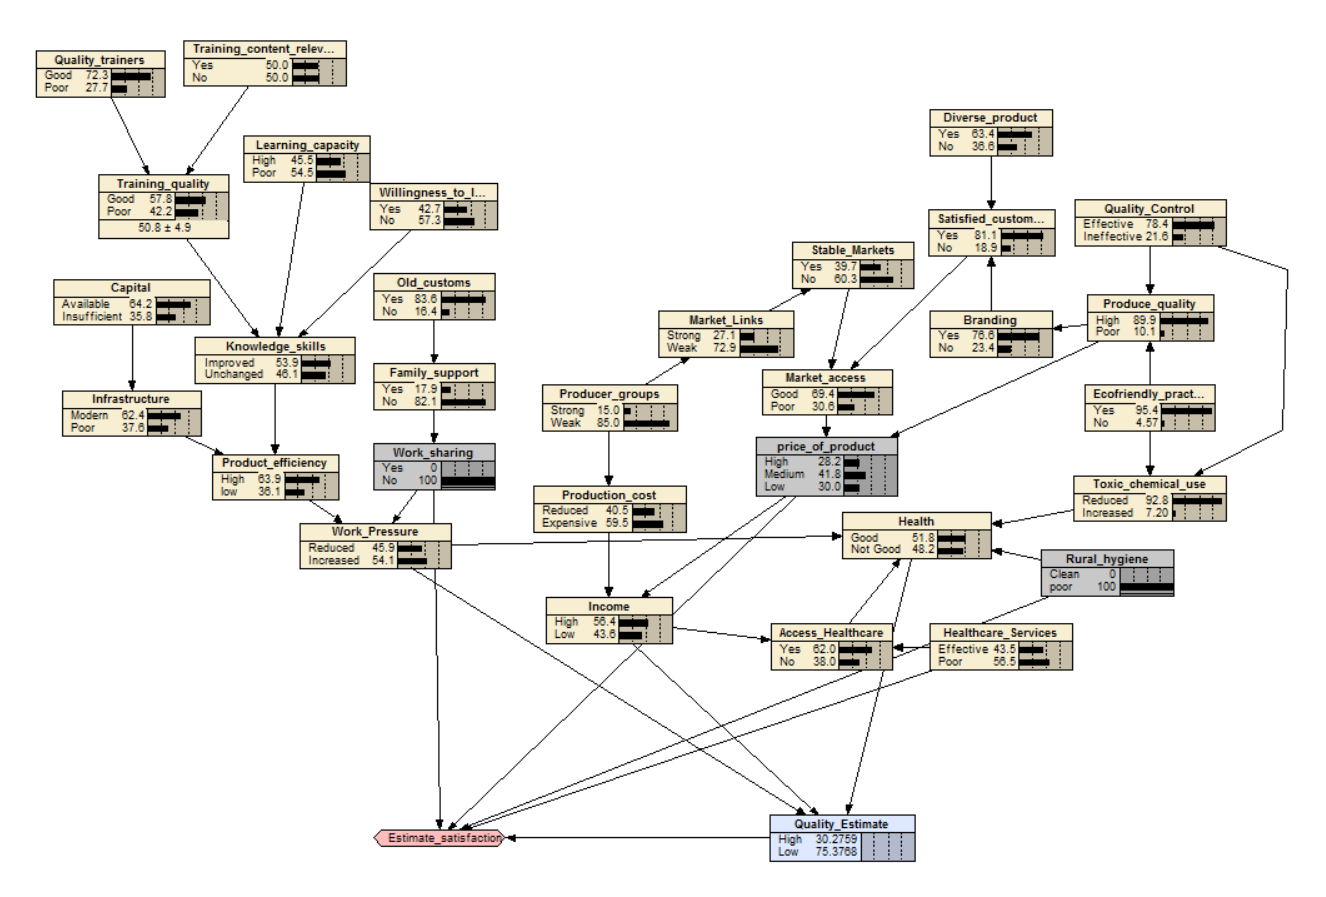 Quality_trainers
Good 72.3
Poor 27.7
Training_content_relev...
Yes 50.0
No 50.0
Diverse_product
Yes 63.4
No 36.6
Learning_capacity
High 45.5
Poor 54.5
Training_quality
Good 57.8
Poor 42.2
50.8 ± 4.9
Willingness_to_l...
Yes 42.7
No 57.3
Satisfied_custom...
Yes 81.1
No 18.9
Quality_Control
Effective 78.4
Ineffective 21.6
Stable_Markets
Yes 39.7
No 60.3
Capital
Available 64.2
Insufficient 35.8
Old_customs
Yes 83.6
No 16.4
Market_Links
Strong 27.1
Weak 72.9
Branding
Yes 76.6
No 23.4
Produce_quality
High 89.9
Poor 10.1
Knowledge_skills
Improved 53.9
Unchanged 46.1
Family_support
Yes 17.9
No 82.1
Market_access
Good 69.4
Poor 30.6
Infrastructure
Modern 62.4
Poor 37.6
Producer_groups
Strong 15.0
Weak 85.0
Ecofriendly_pract...
Yes 95.4
No 4.57
Product_efficiency
High 63.9
low 36.1
Work_sharing
Yes 0
No 100
price_of_product
High 28.2
Medium 41.8
Low 30.0
Toxic_chemical_use
Reduced 92.8
Increased 7.20
Production_cost
Reduced 40.5
Expensive 59.5
Work_Pressure
Reduced 45.9
Increased 54.1
Health
Good 51.8
Not Good 48.2
Rural_hygiene
Clean 0
poor 100
Income
High 56.4
Low 43.6
Access_Healthcare
Yes 62.0
No 38.0
Healthcare_Services
Effective 43.5
Poor 56.5
Estimate_satisfaction
Quality_Estimate
High 30.2759
Low 75.3768